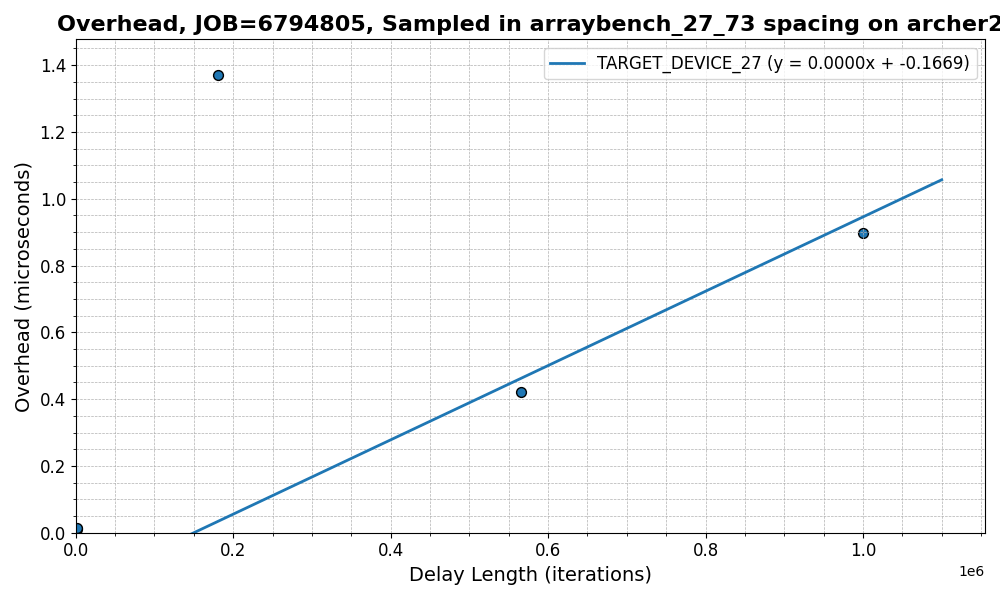 Overhead, JOB=6794805, Sampled in arraybench_27_73 spacing on archer2
TARGET_DEVICE_27 (y = 0.0000x + -0.1669)
Overhead (microseconds)
1.4
1.2
1.0
0.8
0.6
0.4
0.2
0.0
0.0 0.2 0.4 0.6 0.8 1.0
1e6
Delay Length (iterations)